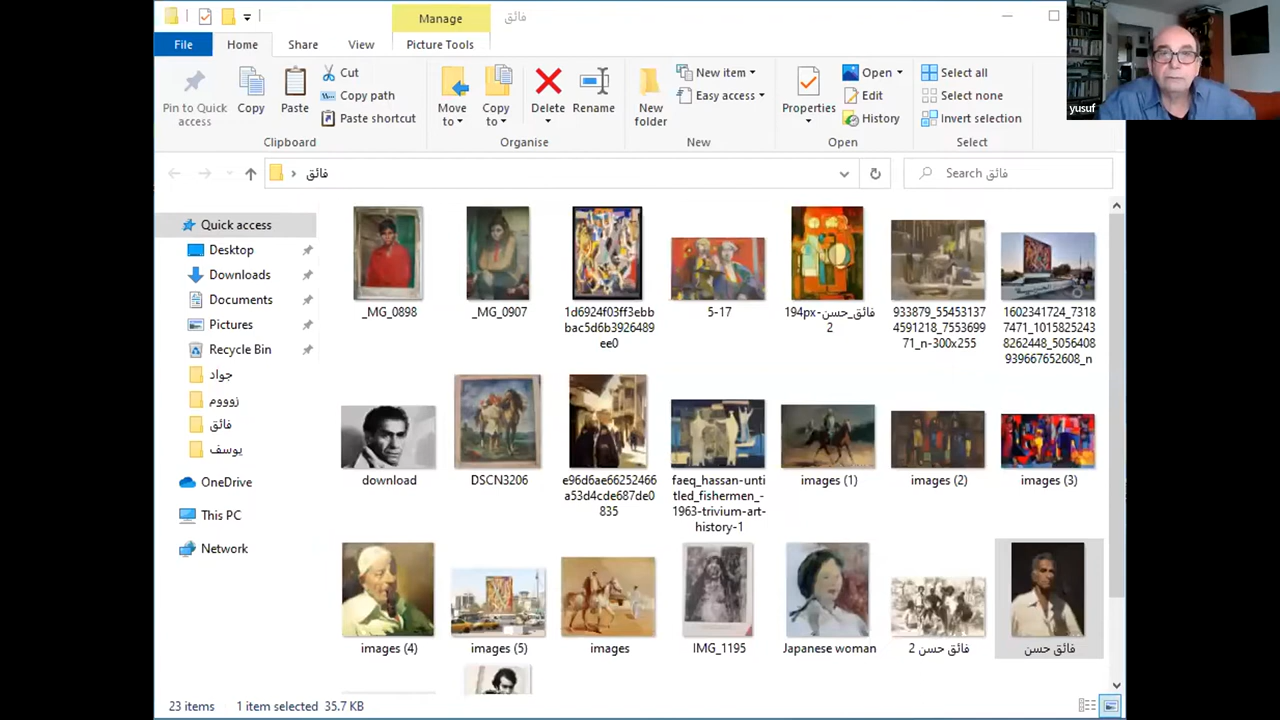 Manage
فائق
File
Home
Share
View
Picture Tools
Pin to Quick access
Copy
Paste
Cut
Copy path
Paste shortcut
Clipboard
Move to
Copy to
Delete
Rename
Organise
New folder
New item
Easy access
New
Properties
Open
Edit
History
Open
Select all
Select none
Invert selection
Select
yusuf
فائق
Search فائق
Quick access
Desktop
Downloads
Documents
Pictures
Recycle Bin
جواد
زوووم
فائق
يوسف
OneDrive
This PC
Network
_MG_0898
_MG_0907
1d6924f03ff3ebb
bac5d6b3926489
ee0
5-17
194px-فائق_حسن
2
933879_55453137
4591218_7553699
71_n-300x255
1602341724_7318
7471_1015825243
8262448_5056408
939667652608_n
download
DSCN3206
e96d6ae66252466
a53d4cde687de0
835
faeq_hassan-unti
tled_fishermen_-
1963-trivium-art-
history-1
images (1)
images (2)
images (3)
images (4)
images (5)
images
IMG_1195
Japanese woman
فائق حسن 2
فائق حسن
23 items
1 item selected 35.7 KB